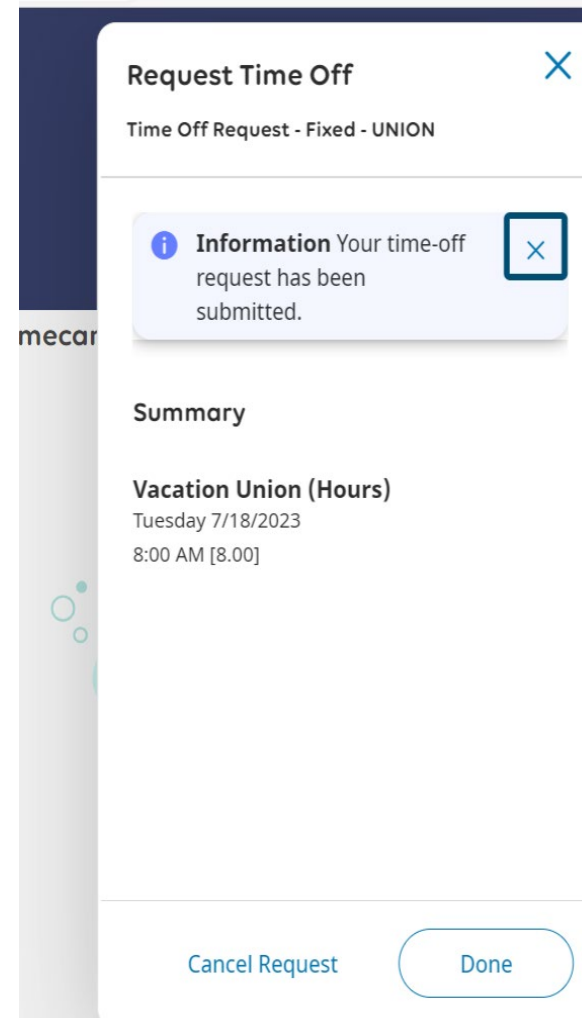 Request Time Off
Time Off Request - Fixed - UNION
Information Your time-off
request has been
submitted.
mecar
Summary
Vacation Union (Hours)
Tuesday 7/18/2023
8:00 AM [8.00]
Cancel Request
Done